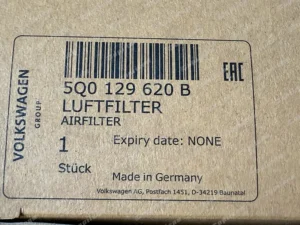 VOLKSWAGEN
GROUP
EAC
5Q0 129 620 B
LUFTFILTER
AIRFILTER
1 Expiry date: NONE
Stück
Made in Germany
Volkswagen AG, Postfach 1451, D-34219 Baunatal